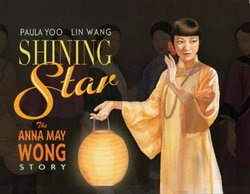 PAULA YOO LIN WANG
SHINING
Star
The
ANNA MAY
WONG
STORY